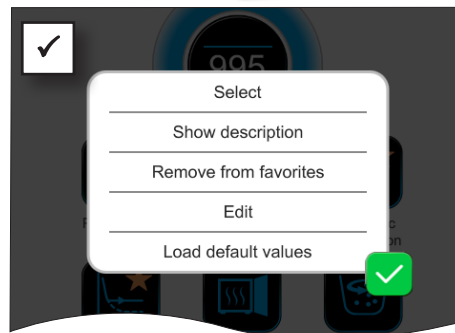 995
Select
Show description
Remove from favorites
Edit
Load default values